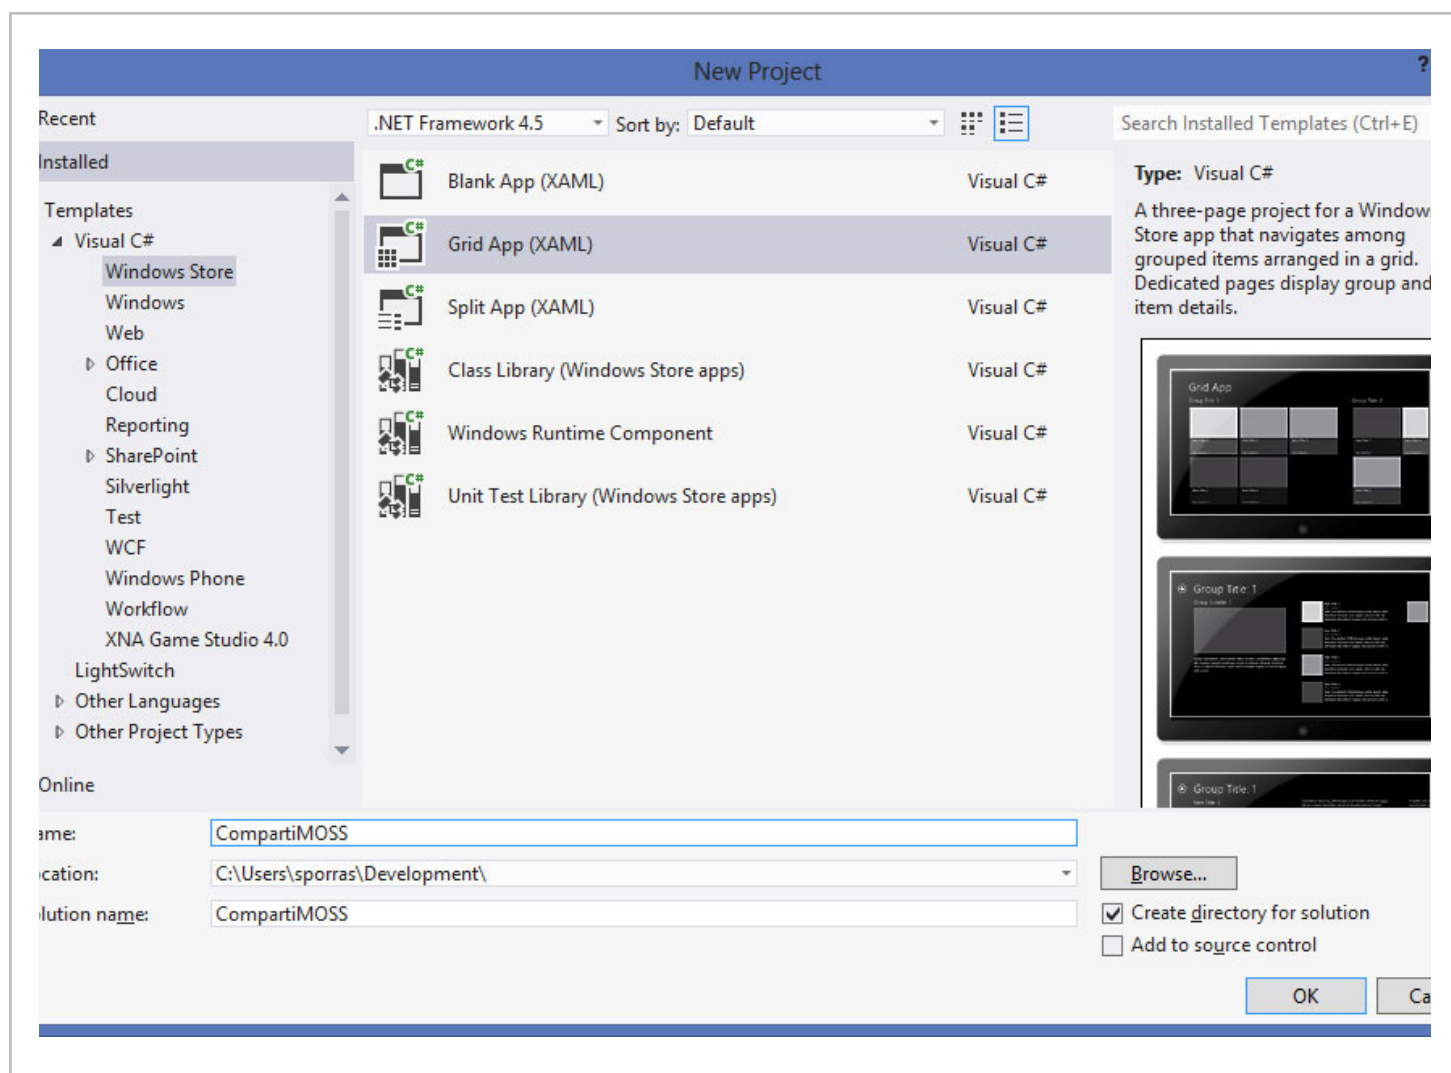 New Project
?
Recent
.NET Framework 4.5
Sort by: Default
Search Installed Templates (Ctrl+E)
Installed
Templates
Visual C#
Windows Store
Windows
Web
Office
Cloud
Reporting
SharePoint
Silverlight
Test
WCF
Windows Phone
Workflow
XNA Game Studio 4.0
LightSwitch
Other Languages
Other Project Types
Online
Blank App (XAML) Visual C#
Grid App (XAML) Visual C#
Split App (XAML) Visual C#
Class Library (Windows Store apps) Visual C#
Windows Runtime Component Visual C#
Unit Test Library (Windows Store apps) Visual C#
Type: Visual C#
A three-page project for a Windows
Store app that navigates among
grouped items arranged in a grid.
Dedicated pages display group and
item details.
Grid App
Group Title: 1
Group Title: 1
ame: CompartiMOSS
cation: C:\Users\sporras\Development\
Browse...
lution name: CompartiMOSS
Create directory for solution
Add to source control
OK
Ca